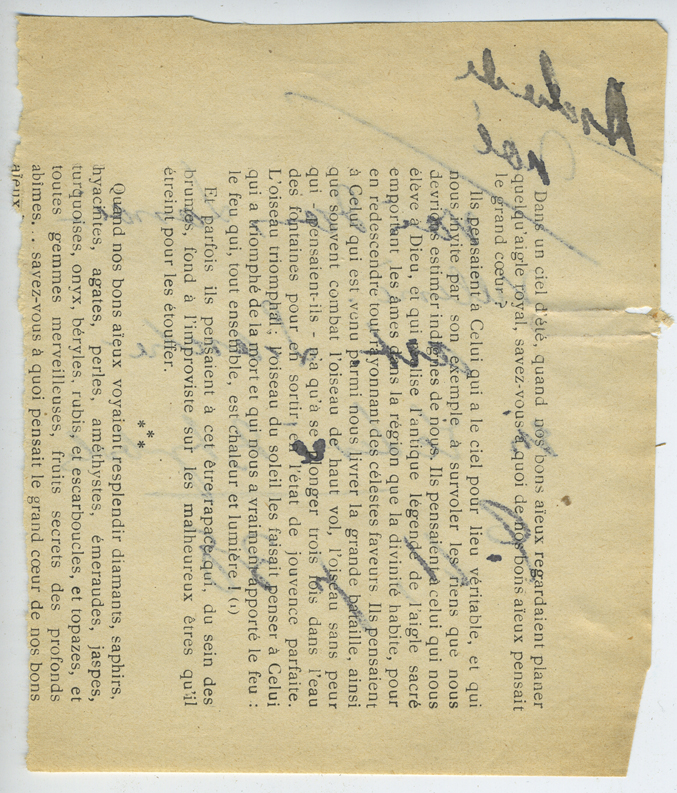 Dans un ciel d'été, quand nos bons aïeux regardaient planer
quelqu'aigle royal, savez-vous à quoi de nos bons aïeux pensait
le grand cœur ?
Ils pensaient à Celui qui a le ciel pour lieu véritable, et qui
nous invite par son exemple à survoler les riens que nous
devrions estimer indignes de nous. Ils pensaient à celui qui nous
élève à Dieu, et qui réalise l'antique légende de l'aigle sacré
emportant les âmes dans la région que la divinité habite, pour
en redescendre tout rayonnant des célestes faveurs Ils pensaient
à Celui qui est venu parmi nous livrer la grande bataille, ainsi
que souvent combat l'oiseau de haut vol, l'oiseau sans peur
qui - pensaient-ils - n'a qu'à se plonger trois fois dans l'eau
des fontaines pour en sortir en l'état de jouvence parfaite.
L'oiseau triomphal; l'oiseau du soleil les faisait penser à Celui
qui a triomphé de la mort et qui nous a vraiment apporté le feu :
le feu qui, tout ensemble, est chaleur et lumière ! (1)
Et parfois ils pensaient à cet être rapace qui, du sein des
brumes, fond à l'improviste sur les malheureux êtres qu'il
étreint pour les étouffer.
***
Quand nos bons aïeux voyaient resplendir diamants, saphirs,
hyacintes, agates, perles, améthystes, émeraudes, jaspes,
turquoises, onyx, béryles, rubis et escarboucles, et topazes, et
toutes gemmes merveilleuses, fruits secrets des profonds
abimes,.. savez-vous à quoi pensait le grand cœur de nos bons
aïeux